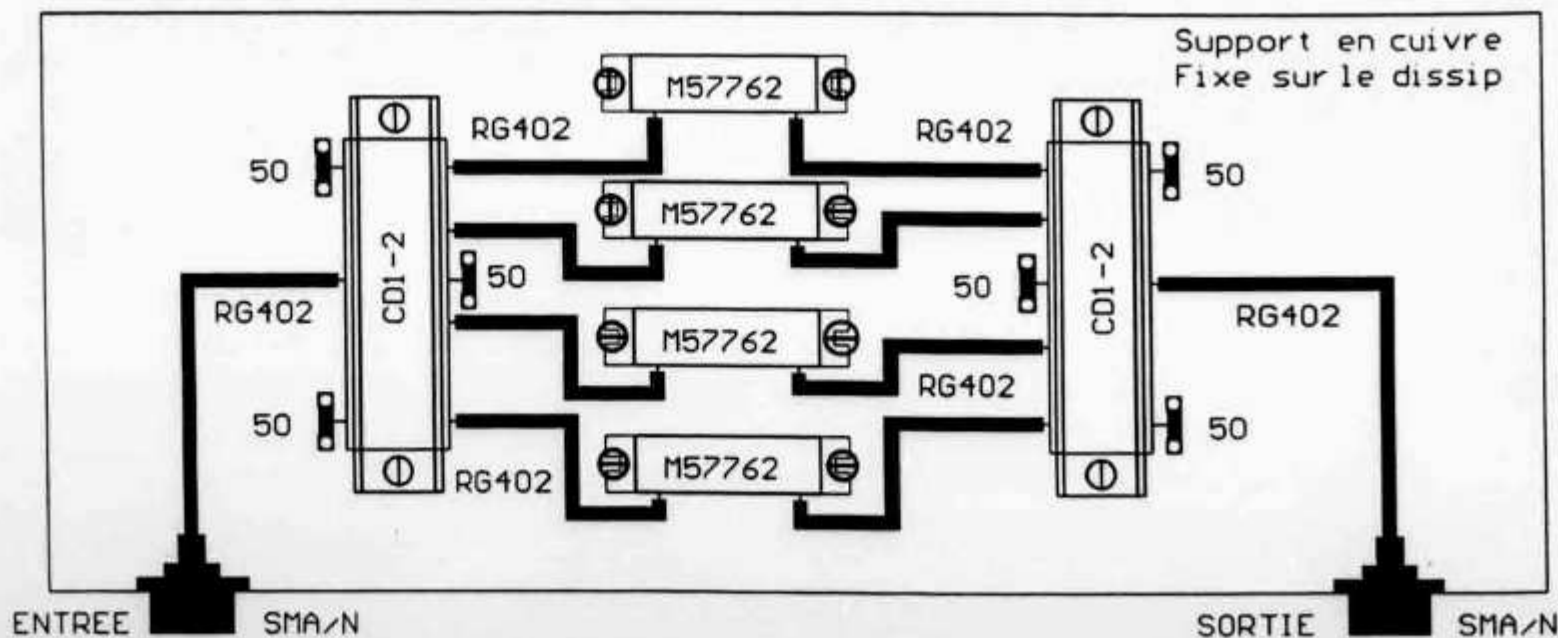 Support en cuivre
Fixe sur le dissip
M57762
RG402
RG402
50
50
M57762
CD1-2
50
50
CD1-2
RG402
RG402
M57762
RG402
50
50
M57762
RG402
ENTREE
SMA/N
SORTIE
SMA/N